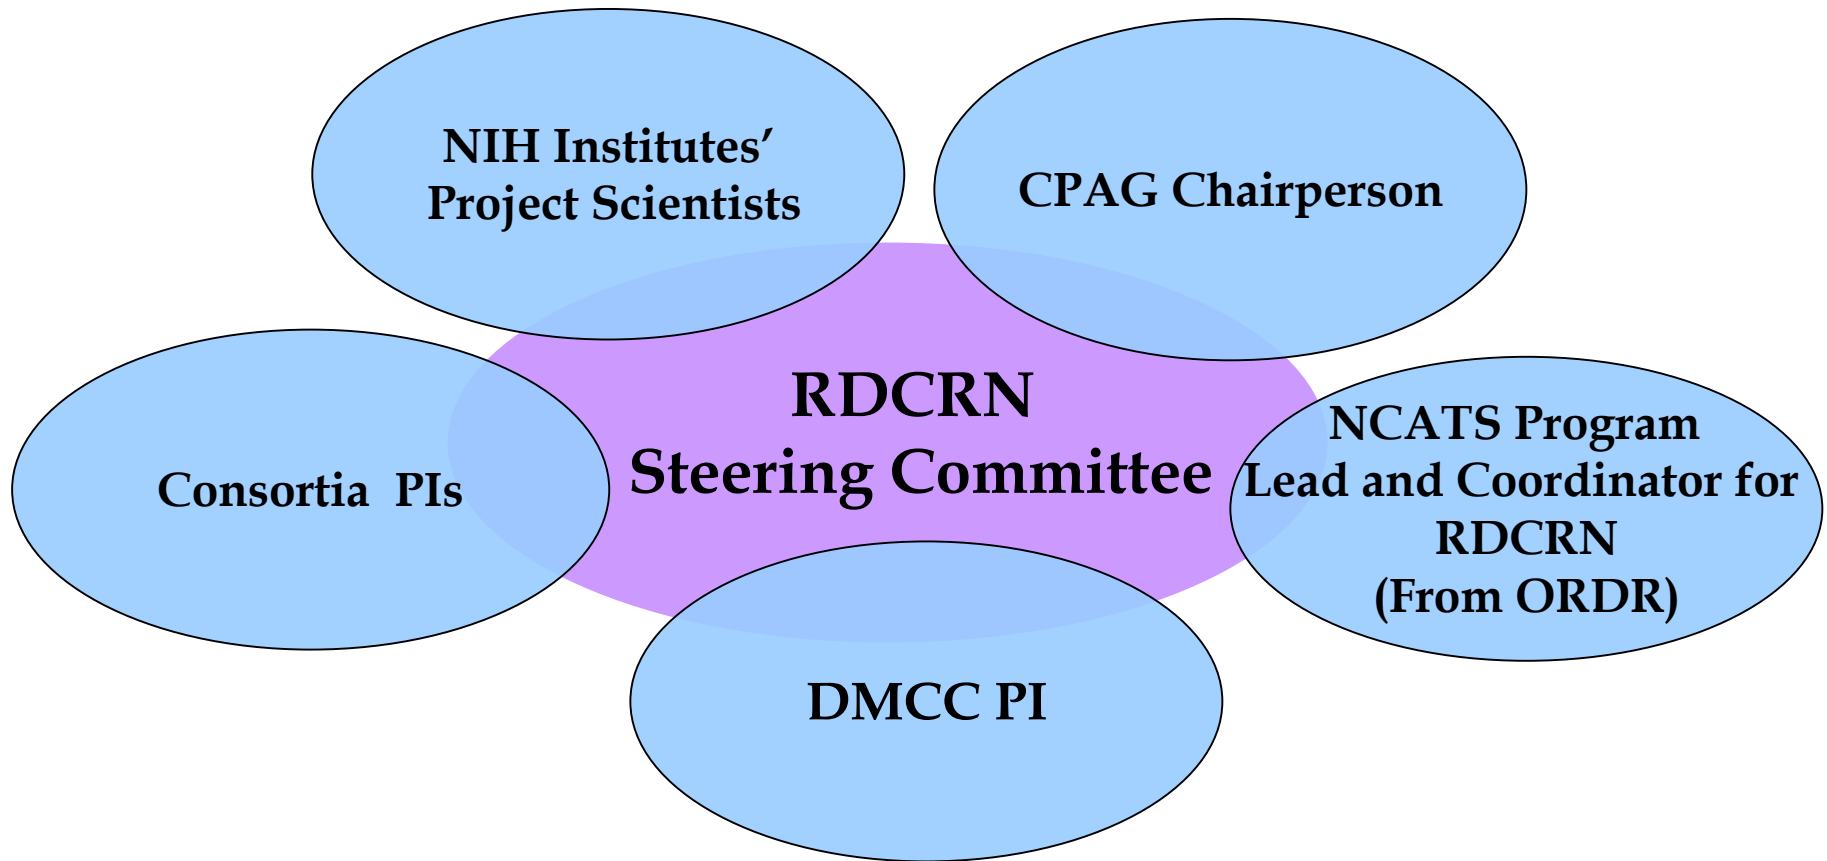 NIH Institutes’
Project Scientists
CPAG Chairperson
RDCRN
Steering Committee
NCATS Program
Lead and Coordinator for
RDCRN
(From ORDR)
Consortia  PIs
DMCC PI